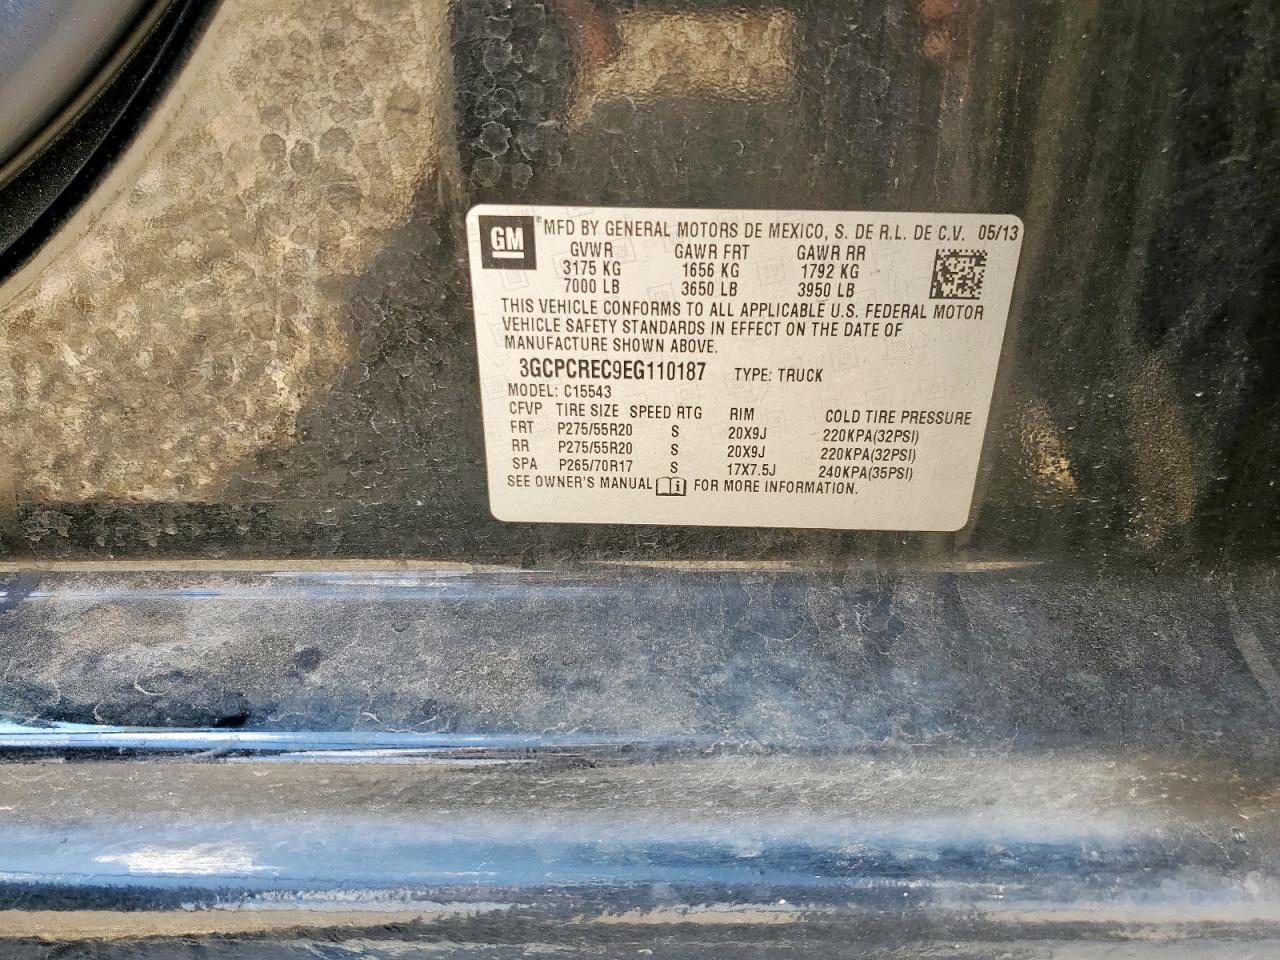 GM ® MFD BY GENERAL MOTORS DE MEXICO, S. DE R.L. DE C.V. 05/13
GVWR GAWR FRT GAWR RR
3175 KG 1656 KG 1792 KG
7000 LB 3650 LB 3950 LB
THIS VEHICLE CONFORMS TO ALL APPLICABLE U.S. FEDERAL MOTOR
VEHICLE SAFETY STANDARDS IN EFFECT ON THE DATE OF
MANUFACTURE SHOWN ABOVE.
3GCPCREC9EG110187 TYPE: TRUCK
MODEL: C15543
CFVP TIRE SIZE SPEED RTG RIM COLD TIRE PRESSURE
FRT P275/55R20 S 20X9J 220KPA(32PSI)
RR P275/55R20 S 20X9J 220KPA(32PSI)
SPA P265/70R17 S 17X7.5J 240KPA(35PSI)
SEE OWNER'S MANUAL i FOR MORE INFORMATION.